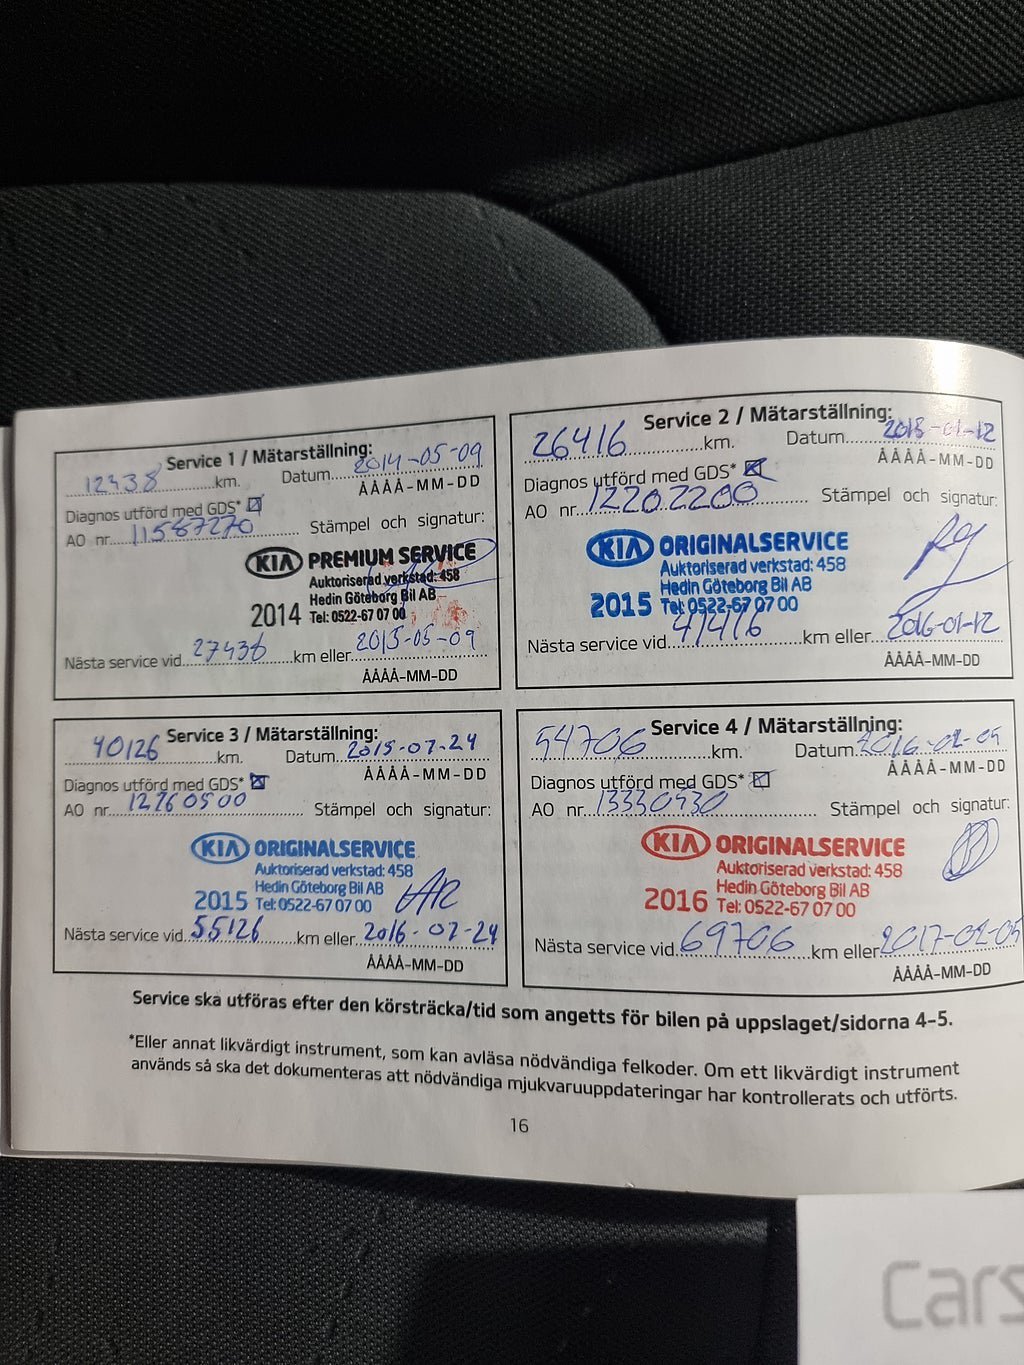 Service 1 / Mätarställning:
12438 km. Datum 2014-05-09
ÅÅÅÅ-MM-DD
Diagnos utförd med GDS*
AO nr. 11587270 Stämpel och signatur:
KIA PREMIUM SERVICE
Auktoriserad verkstad: 458
Hedin Göteborg Bil AB
2014 Tel: 0522-67 07 00
Nästa service vid 27438 km eller 2015-05-09
ÅÅÅÅ-MM-DD
Service 2 / Mätarställning:
26416 km. Datum 2015-01-12
ÅÅÅÅ-MM-DD
Diagnos utförd med GDS*
AO nr. 12202200 Stämpel och signatur:
KIA ORIGINALSERVICE
Auktoriserad verkstad: 458
Hedin Göteborg Bil AB
2015 Tel: 0522-67 07 00
Nästa service vid 41416 km eller 2016-01-12
ÅÅÅÅ-MM-DD
Service 3 / Mätarställning:
40126 km. Datum 2015-07-24
ÅÅÅÅ-MM-DD
Diagnos utförd med GDS*
AO nr. 12760500 Stämpel och signatur:
KIA ORIGINALSERVICE
Auktoriserad verkstad: 458
Hedin Göteborg Bil AB
2015 Tel: 0522-67 07 00
Nästa service vid 55126 km eller 2016-07-24
ÅÅÅÅ-MM-DD
Service 4 / Mätarställning:
54706 km. Datum 2016-02-05
ÅÅÅÅ-MM-DD
Diagnos utförd med GDS*
AO nr. 13330430 Stämpel och signatur:
KIA ORIGINALSERVICE
Auktoriserad verkstad: 458
Hedin Göteborg Bil AB
2016 Tel: 0522-67 07 00
Nästa service vid 69706 km eller 2017-02-05
ÅÅÅÅ-MM-DD
Service ska utföras efter den körsträcka/tid som angetts för bilen på uppslaget/sidorna 4-5.
*Eller annat likvärdigt instrument, som kan avläsa nödvändiga felkoder. Om ett likvärdigt instrument
används så ska det dokumenteras att nödvändiga mjukvaruuppdateringar har kontrollerats och utförts.
16
Cars